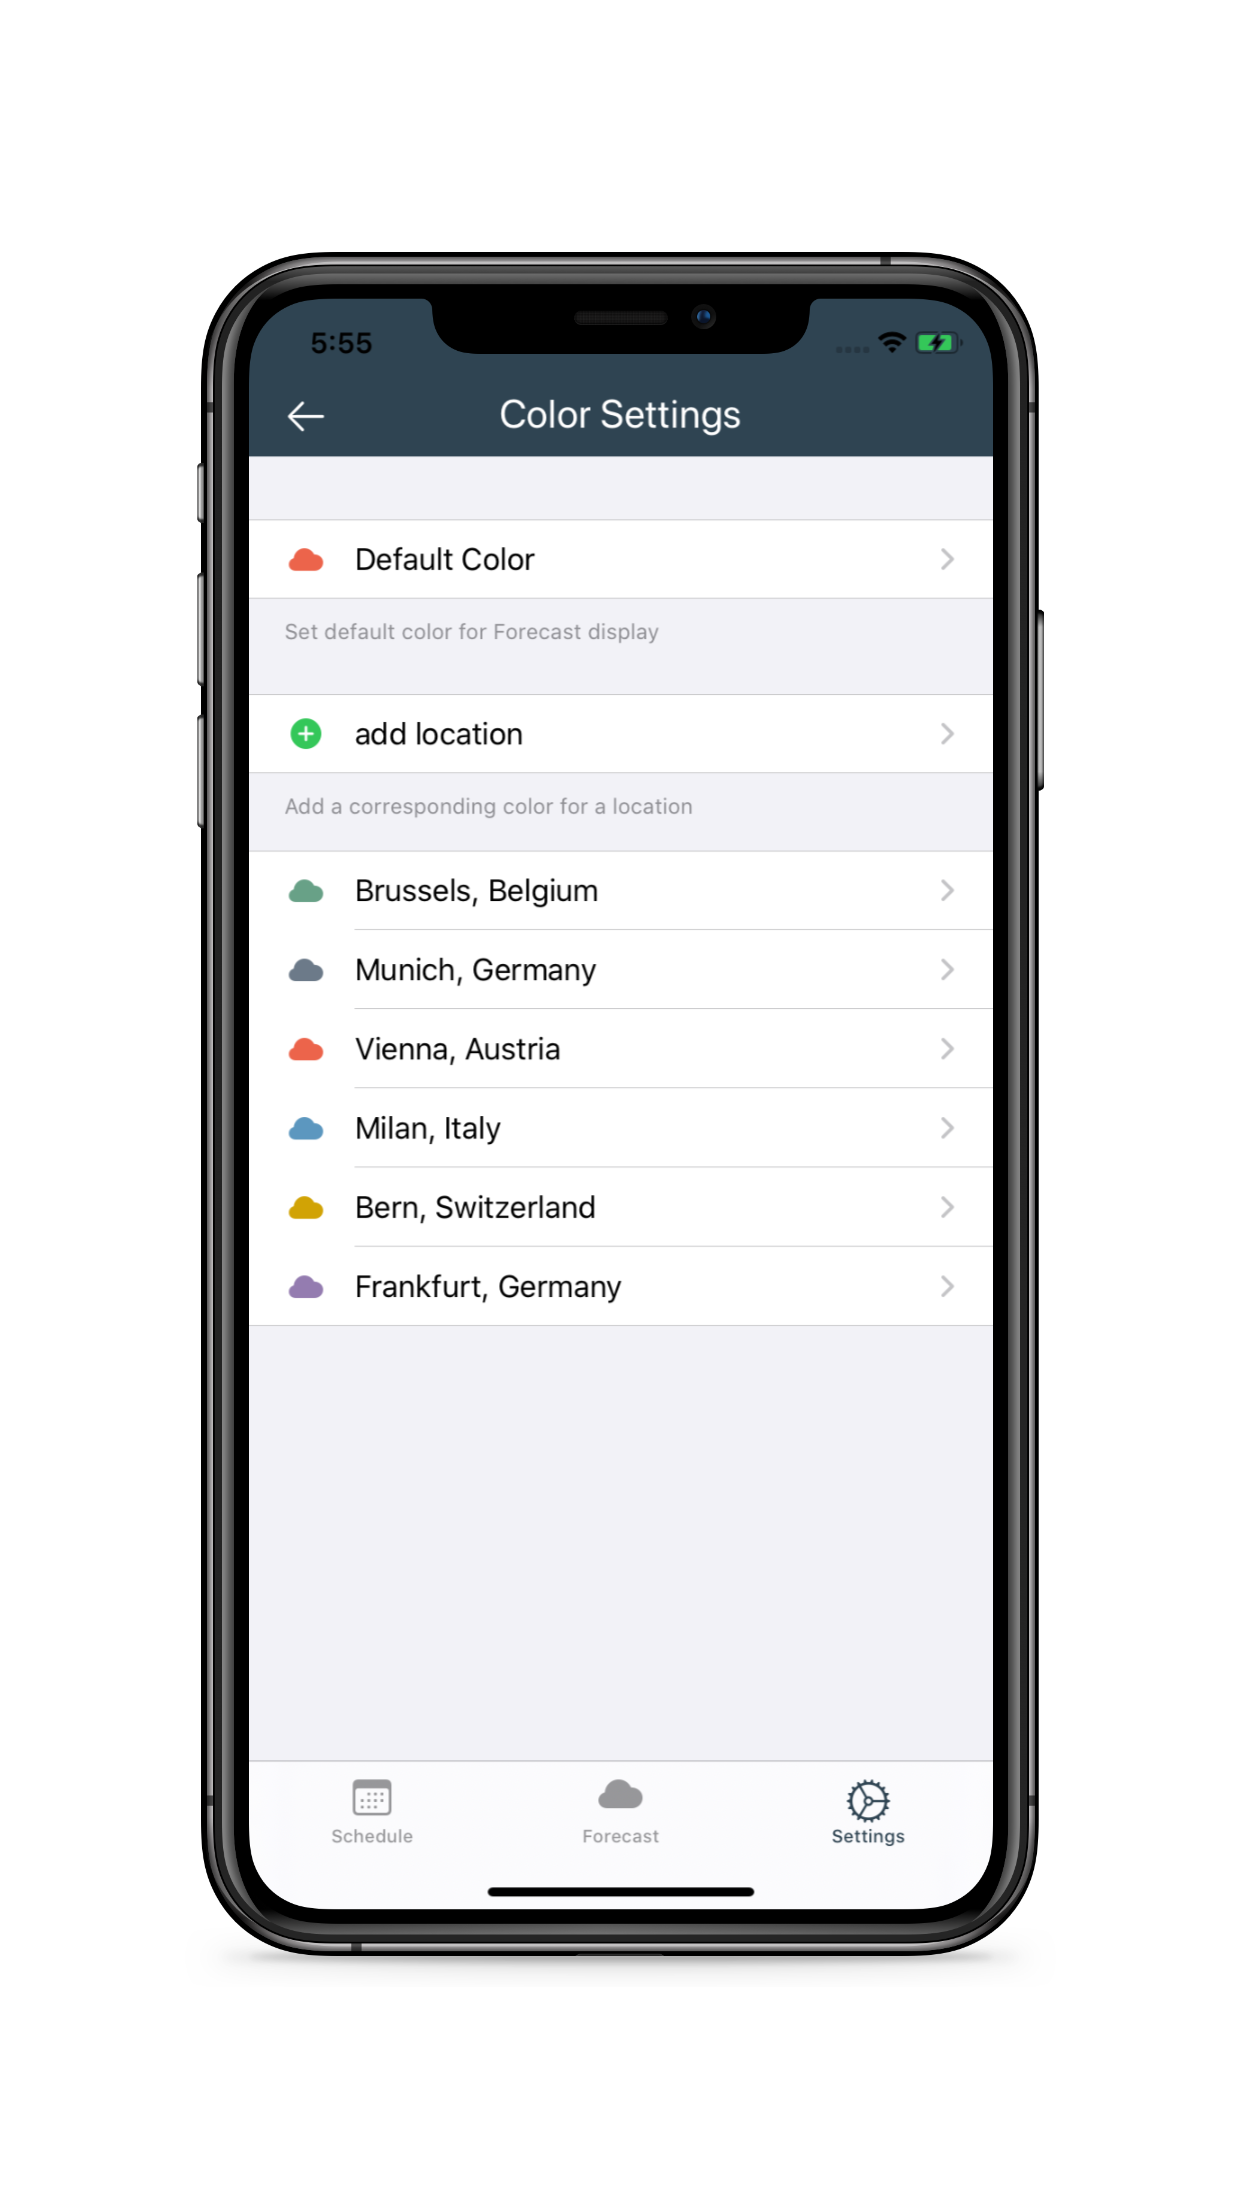 5:55
Color Settings
Default Color
Set default color for Forecast display
add location
Add a corresponding color for a location
Brussels, Belgium
Munich, Germany
Vienna, Austria
Milan, Italy
Bern, Switzerland
Frankfurt, Germany
Schedule Forecast Settings